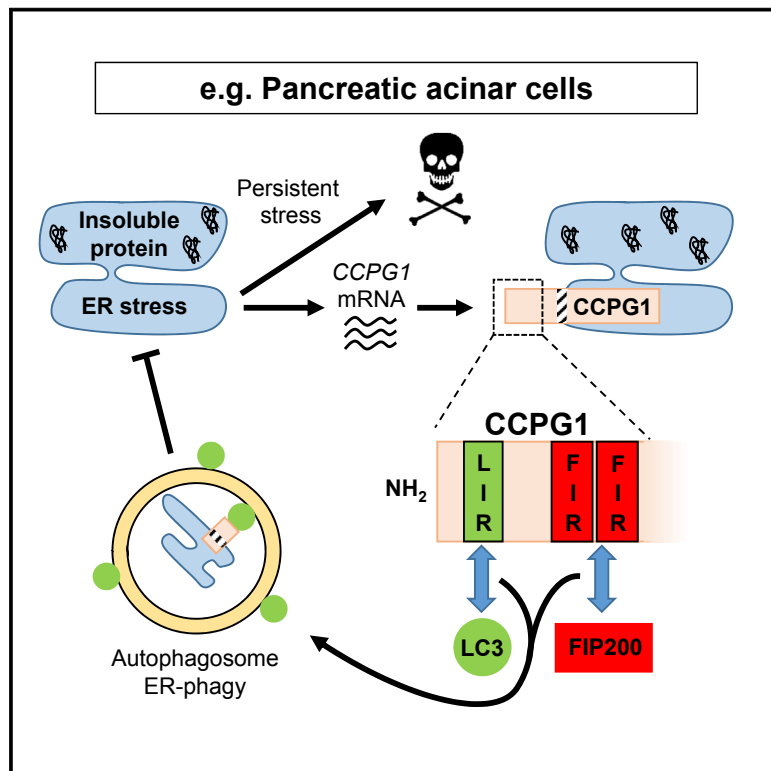 e.g. Pancreatic acinar cells
Persistent
stress
Insoluble
protein
ER stress
CCPG1
mRNA
CCPG1
CCPG1
NH2
L
I
R
F
I
R
F
I
R
LC3
FIP200
Autophagosome
ER-phagy